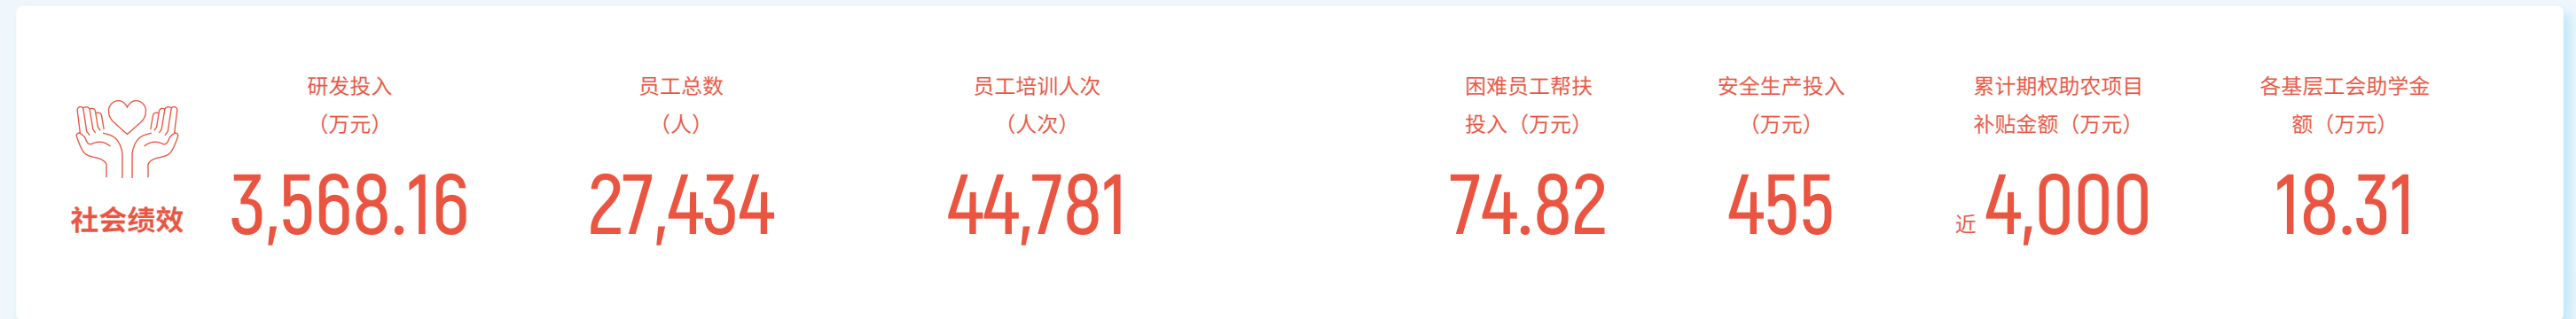 社会绩效
研发投入
（万元）
3,568.16
员工总数
（人）
27,434
员工培训人次
（人次）
44,781
困难员工帮扶
投入（万元）
74.82
安全生产投入
（万元）
455
累计期权助农项目
补贴金额（万元）
近 4,000
各基层工会助学金
额（万元）
18.31